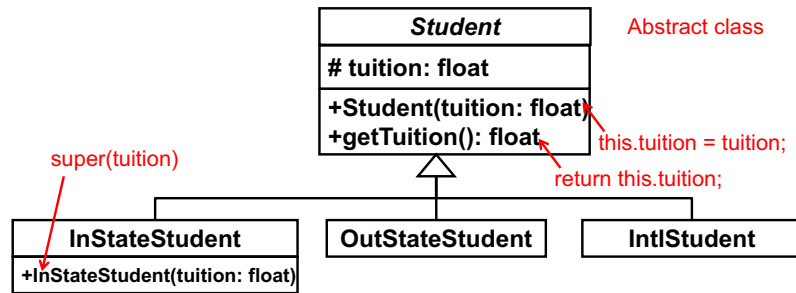 Student
Abstract class
# tuition: float
+Student(tuition: float)
+getTuition(): float
this.tuition = tuition;
super(tuition)
return this.tuition;
InStateStudent
OutStateStudent
IntlStudent
+InStateStudent(tuition: float)